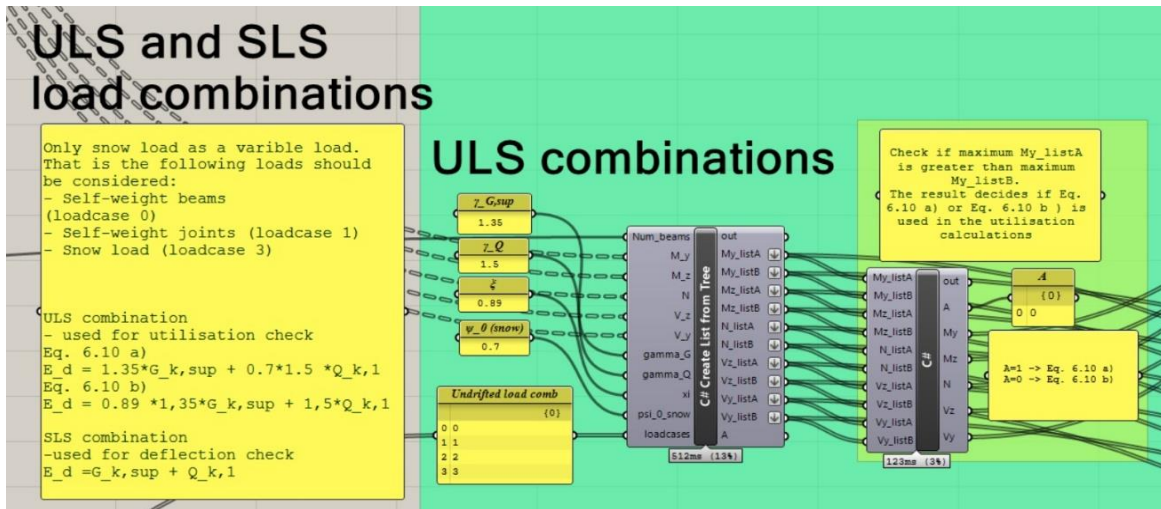 ULS and SLS
load combinations
Only snow load as a varible load.
That is the following loads should
be considered:
- Self-weight beams
(loadcase 0)
- Self-weight joints (loadcase 1)
- Snow load (loadcase 3)
ULS combination
- used for utilisation check
Eq. 6.10 a)
E_d = 1.35*G_k,sup + 0.7*1.5 *Q_k,1
Eq. 6.10 b)
E_d = 0.89 *1,35*G_k,sup + 1,5*Q_k,1
SLS combination
-used for deflection check
E_d =G_k,sup + Q_k,1
ULS combinations
γ_G,sup
1.35
γ_Q
1.5
ξ
0.89
ψ_0 (snow)
0.7
Undrifted load comb
{0}
0 0
1 1
2 2
3 3
Num_beams
M_y
M_z
N
V_z
V_y
gamma_G
gamma_Q
xi
psi_0_snow
loadcases
C# Create List from Tree
out
My_listA
My_listB
Mz_listA
Mz_listB
N_listA
N_listB
Vz_listA
Vz_listB
Vy_listA
Vy_listB
A
512ms (13%)
Check if maximum My_listA
is greater than maximum
My_listB.
The result decides if Eq.
6.10 a) or Eq. 6.10 b ) is
used in the utilisation
calculations
My_listA
My_listB
Mz_listA
Mz_listB
N_listA
N_listB
Vz_listA
Vz_listB
Vy_listA
Vy_listB
C#
out
A
My
Mz
N
Vz
Vy
123ms (3%)
A
{0}
0 0
A=1 -> Eq. 6.10 a)
A=0 -> Eq. 6.10 b)